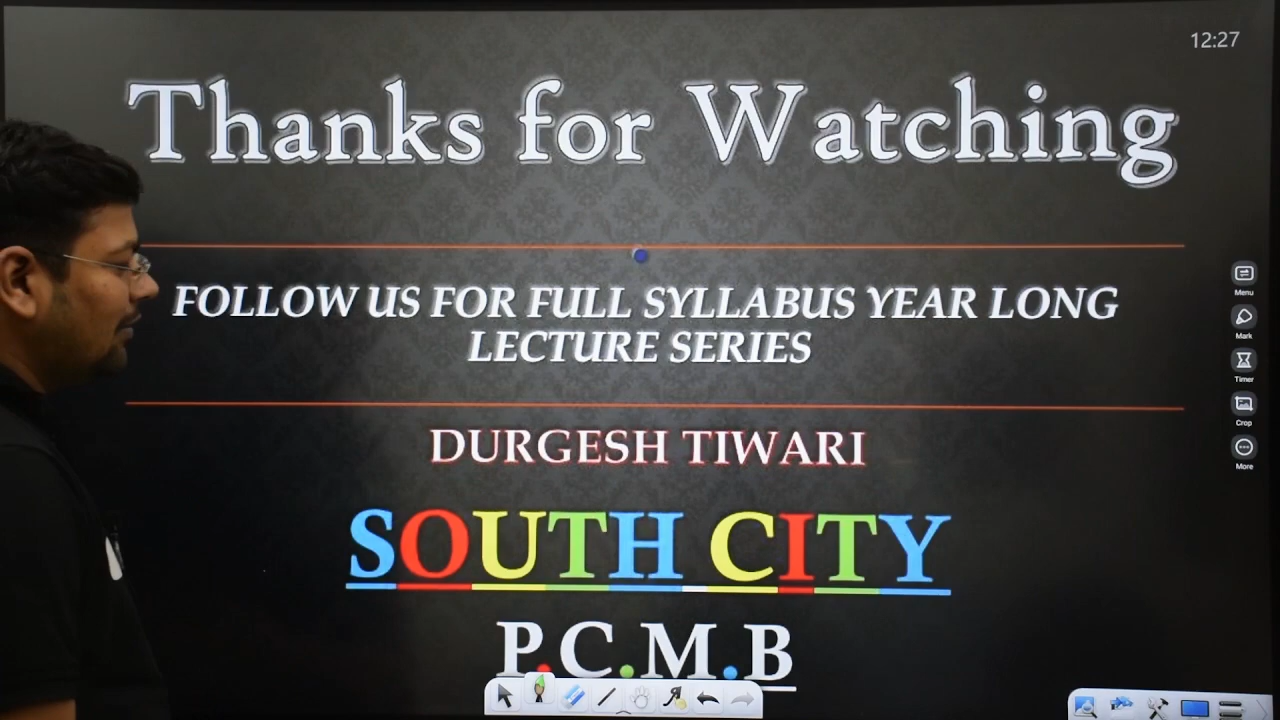 12:27
Thanks for Watching
FOLLOW US FOR FULL SYLLABUS YEAR LONG
LECTURE SERIES
DURGESH TIWARI
SOUTH CITY
P.C.M.B
Menu
Mark
Timer
Crop
More